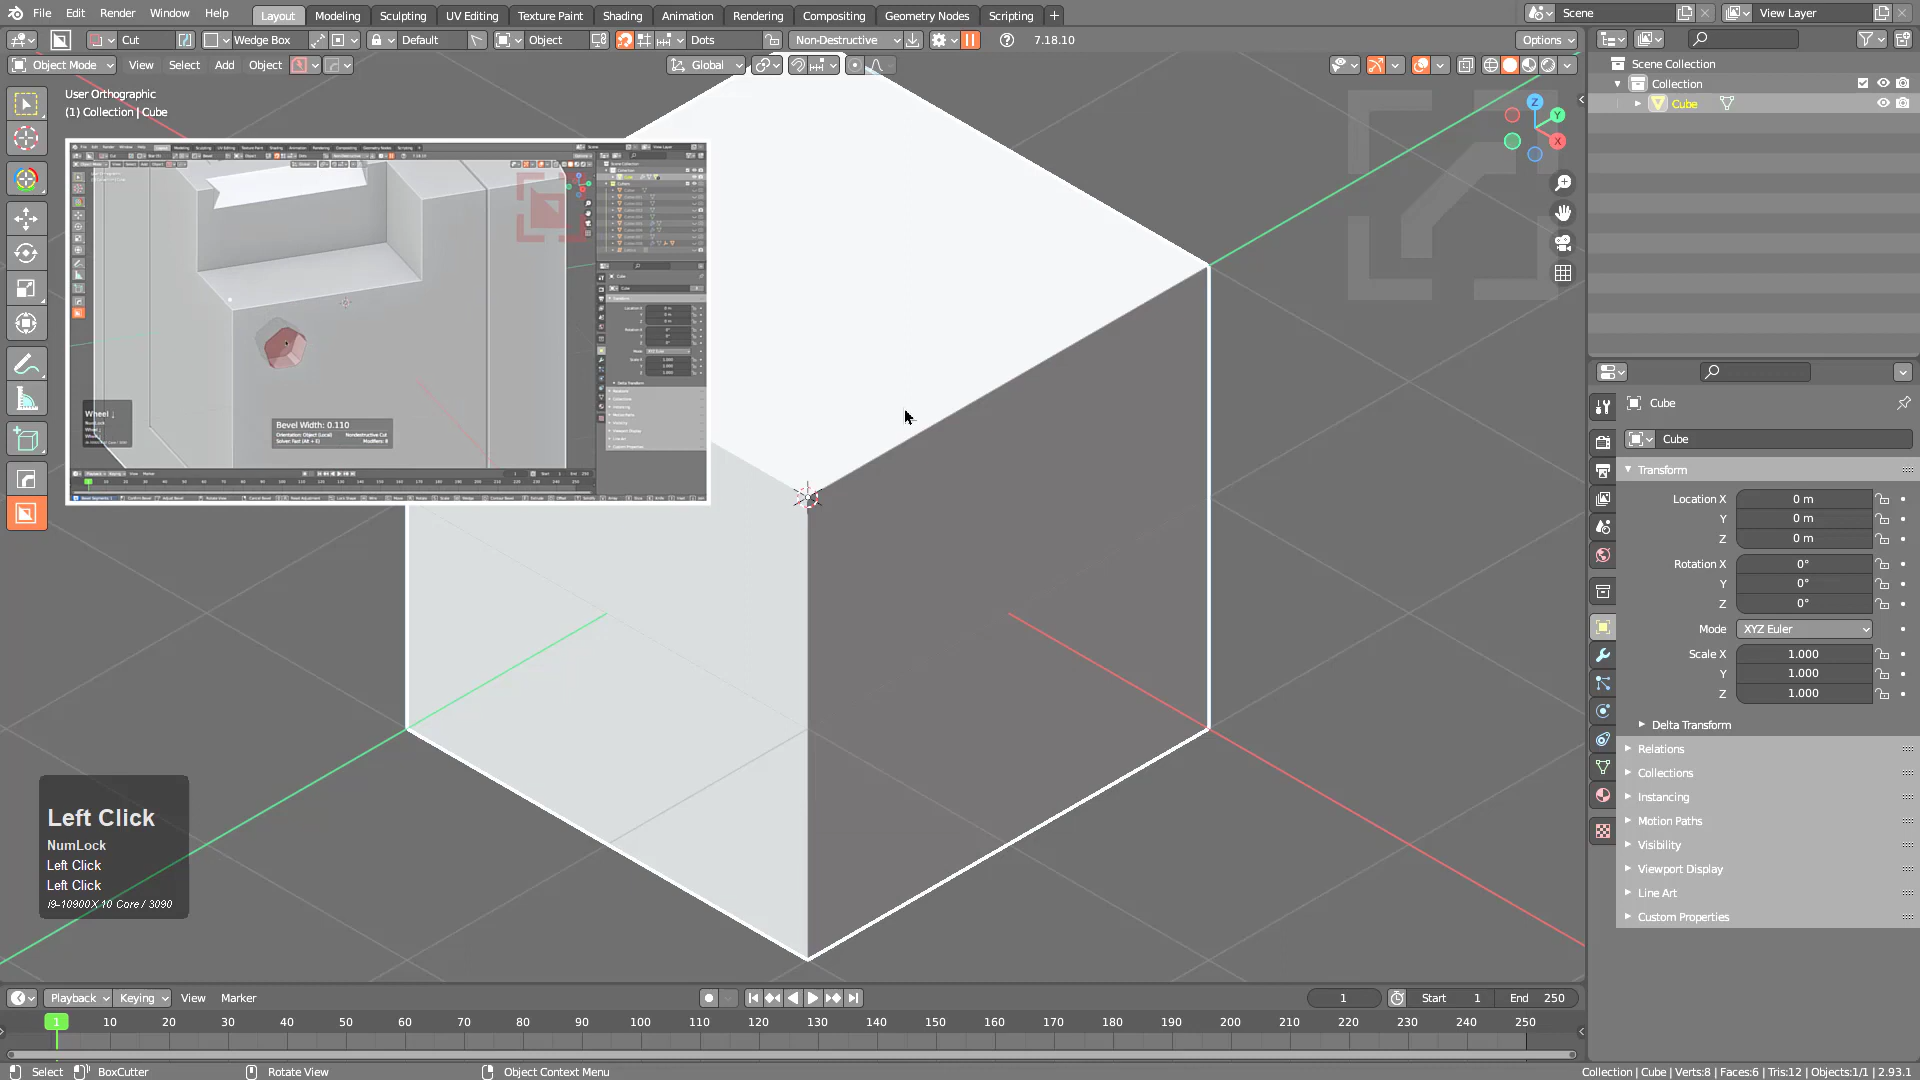 File Edit Render Window Help Layout Modeling Sculpting UV Editing Texture Paint Shading Animation Rendering Compositing Geometry Nodes Scripting + Scene View Layer
Cut Wedge Box Default Object Dots Non-Destructive 7.18.10 Options
Object Mode View Select Add Object Global
User Orthographic
(1) Collection | Cube
Scene Collection
Collection
Cube
Z
Y
X
Bevel Width: 0.110
Wheel
NumLock
Cube
Cube
Transform
Location X 0 m
Y 0 m
Z 0 m
Rotation X 0°
Y 0°
Z 0°
Mode XYZ Euler
Scale X 1.000
Y 1.000
Z 1.000
Delta Transform
Relations
Collections
Instancing
Motion Paths
Visibility
Viewport Display
Line Art
Custom Properties
Left Click
NumLock
Left Click
Left Click
i9-10900X 10 Core / 3090
Playback Keying View Marker 1 Start 1 End 250
1 10 20 30 40 50 60 70 80 90 100 110 120 130 140 150 160 170 180 190 200 210 220 230 240 250
Select BoxCutter Rotate View Object Context Menu Collection | Cube | Verts:8 | Faces:6 | Tris:12 | Objects:1/1 | 2.93.1